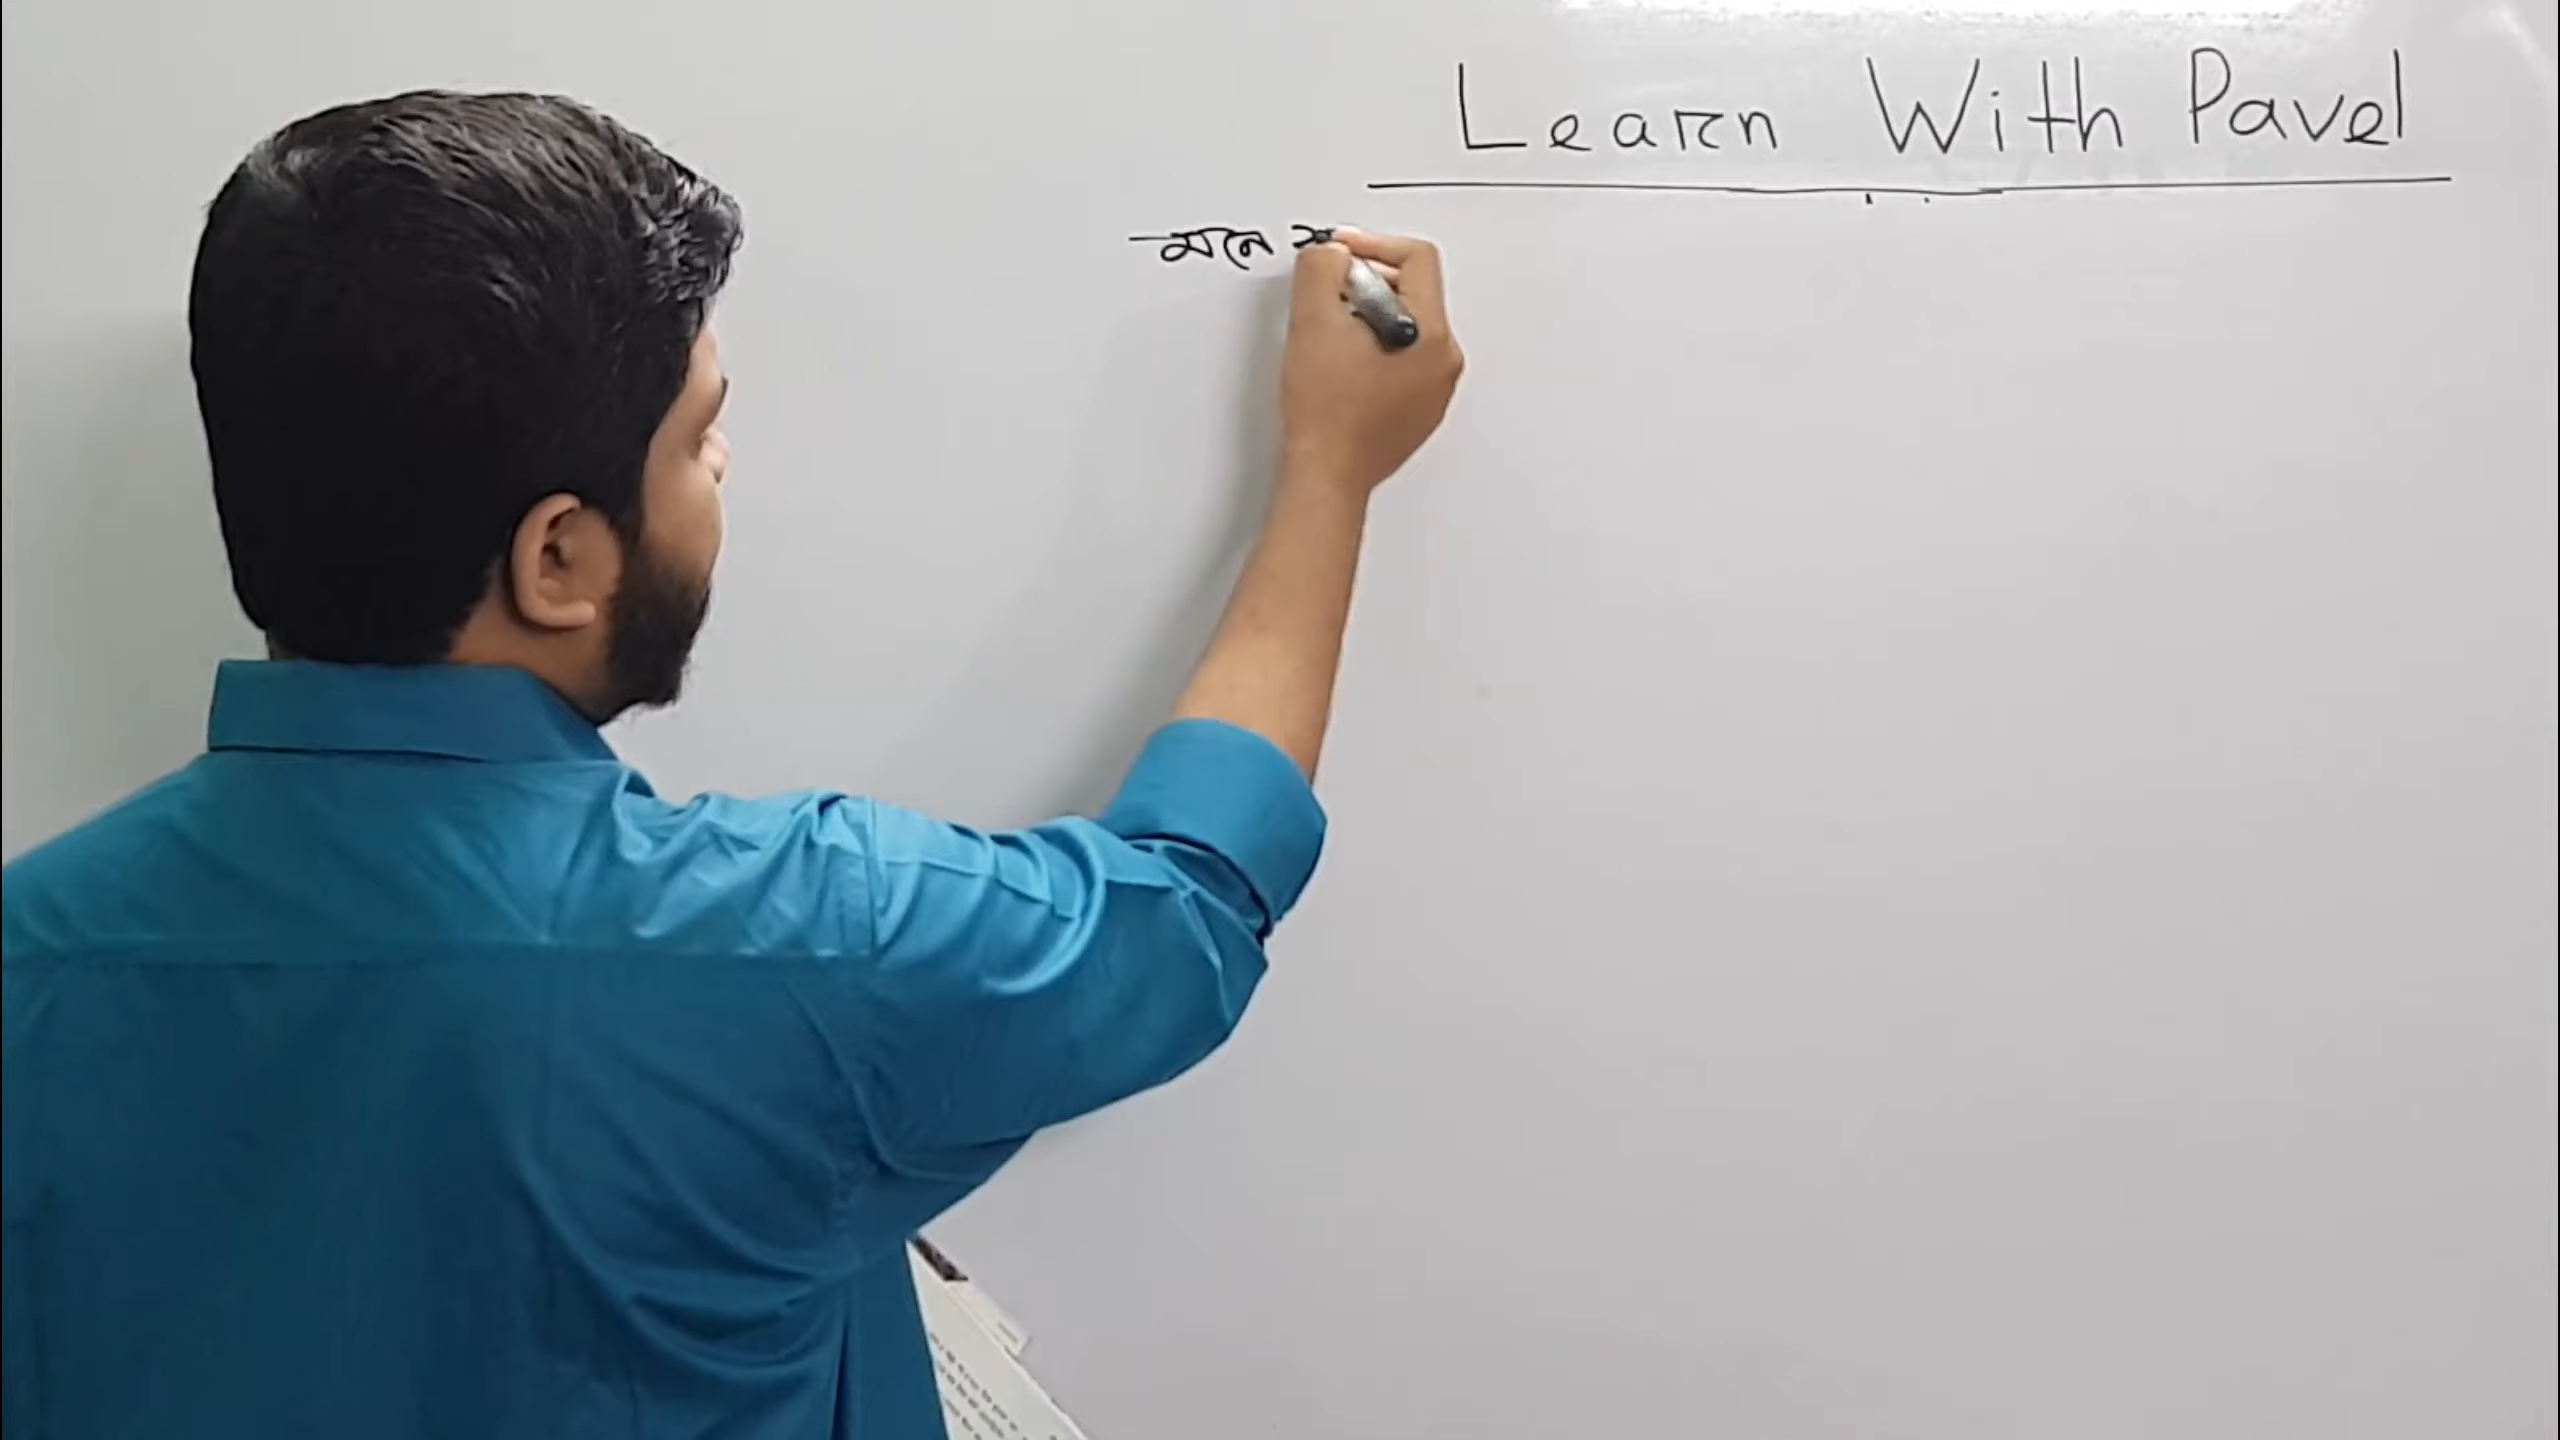 Learn With Pavel
মনে